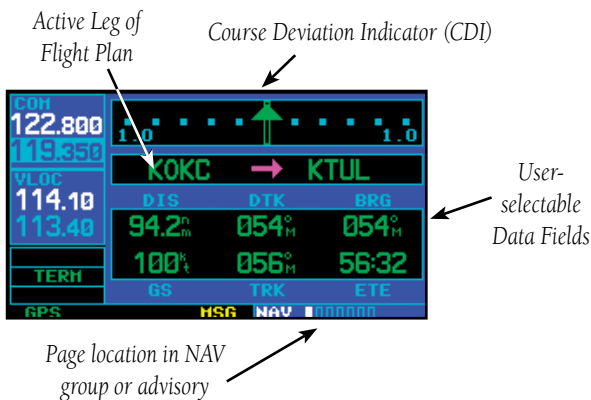 Active Leg of
Flight Plan
Course Deviation Indicator (CDI)
COM
122.800
119.350
VLOC
114.10
113.40
TERM
GPS
1.0 1.0
KOKC → KTUL
DIS DTK BRG
94.2nm 054°M 054°M
100kt 056°M 56:32
GS TRK ETE
MSG NAV
User-
selectable
Data Fields
Page location in NAV
group or advisory